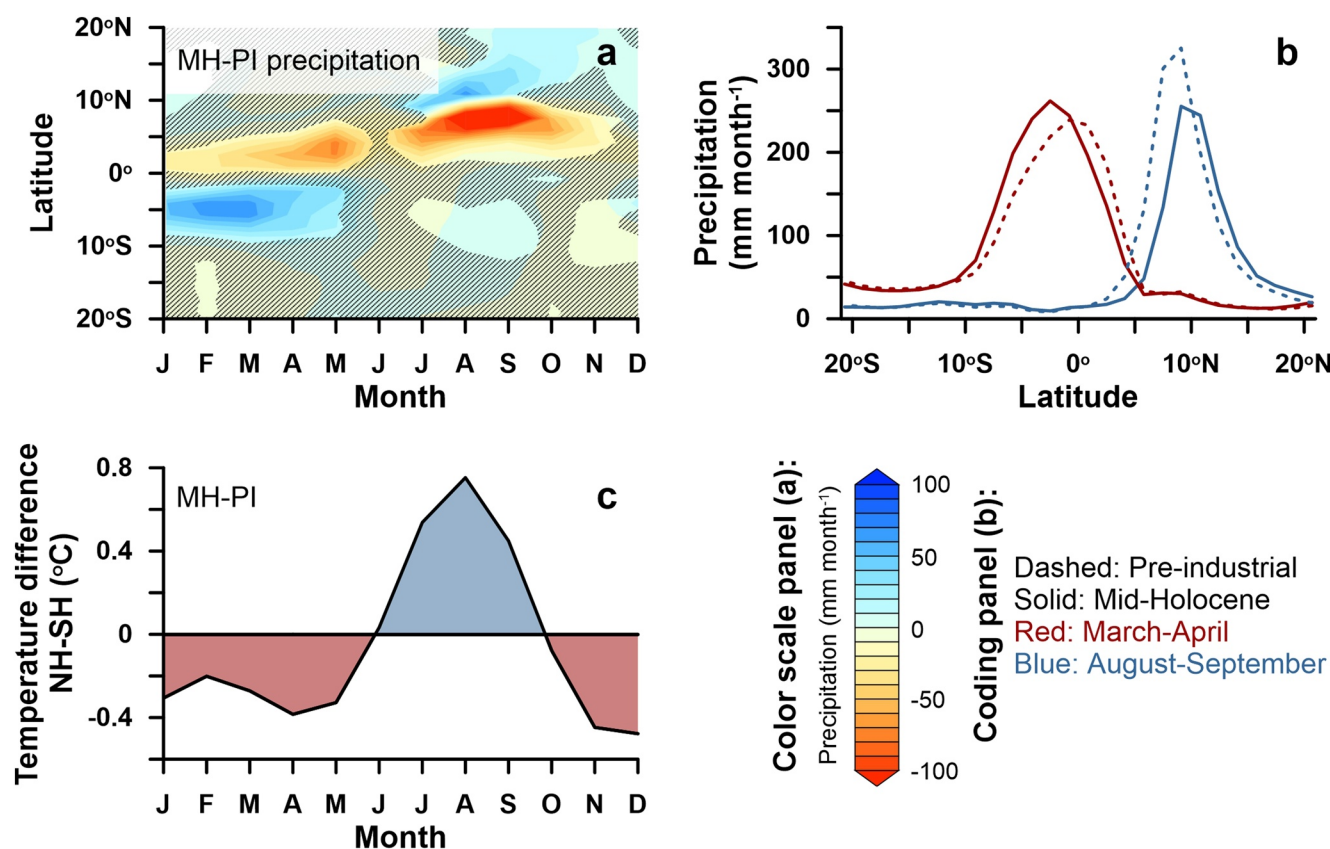 20°N
10°N
0°
10°S
20°S
Latitude
MH-PI precipitation
a
J F M A M J J A S O N D
Month
300
200
100
0
Precipitation
(mm month⁻¹)
b
20°S 10°S 0° 10°N 20°N
Latitude
0.8
0.4
0
-0.4
Temperature difference
NH-SH (°C)
MH-PI
c
J F M A M J J A S O N D
Month
Color scale panel (a):
Precipitation (mm month⁻¹)
100
50
0
-50
-100
Coding panel (b):
Dashed: Pre-industrial
Solid: Mid-Holocene
Red: March-April
Blue: August-September